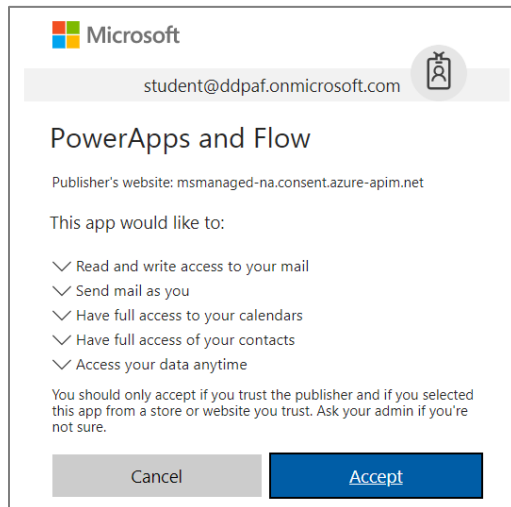 Microsoft
student@ddpaf.onmicrosoft.com
PowerApps and Flow
Publisher's website: msmanaged-na.consent.azure-apim.net
This app would like to:
Read and write access to your mail
Send mail as you
Have full access to your calendars
Have full access of your contacts
Access your data anytime
You should only accept if you trust the publisher and if you selected
this app from a store or website you trust. Ask your admin if you're
not sure.
Cancel
Accept